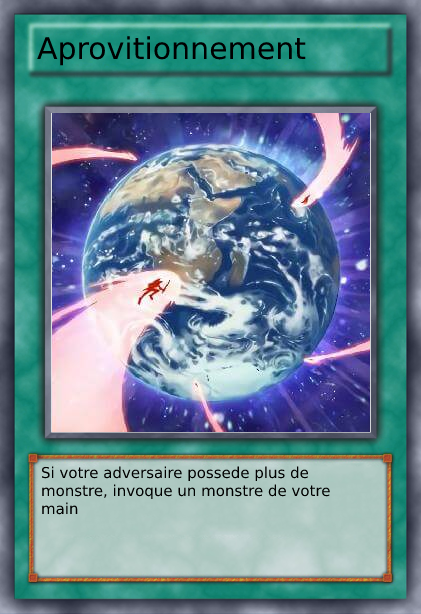 Aprovitionnement
Si votre adversaire possede plus de
monstre, invoque un monstre de votre
main